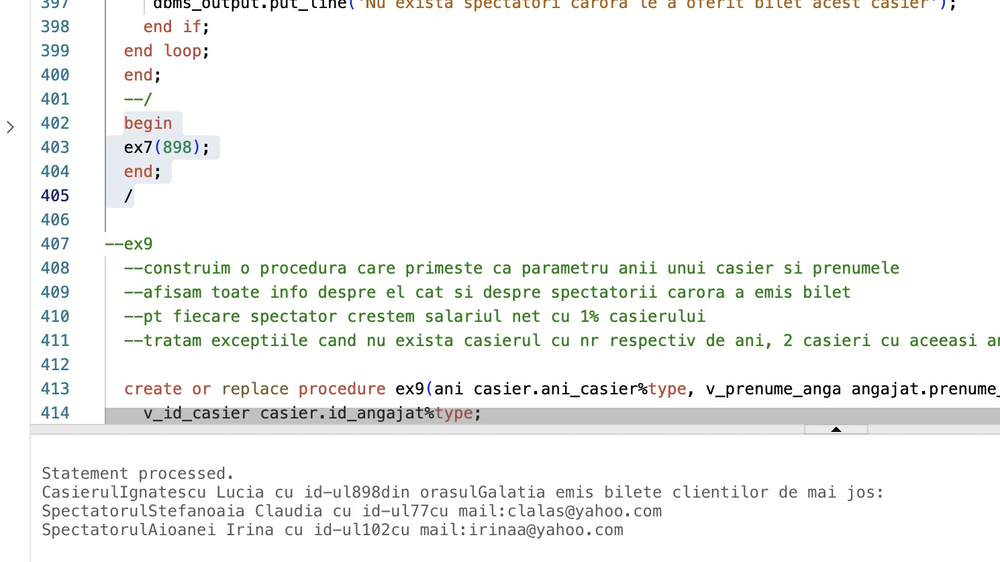 397 dbms_output.put_line('Nu exista spectatori carora le a oferit bilet acest casier');
398 end if;
399 end loop;
400 end;
401 --/
402 begin
403 ex7(898);
404 end;
405 /
406
407 --ex9
408 --construim o procedura care primeste ca parametru anii unui casier si prenumele
409 --afisam toate info despre el cat si despre spectatorii carora a emis bilet
410 --pt fiecare spectator crestem salariul net cu 1% casierului
411 --tratam exceptiile cand nu exista casierul cu nr respectiv de ani, 2 casieri cu aceeasi
412
413 create or replace procedure ex9(ani casier.ani_casier%type, v_prenume_anga angajat.prenume_
414 v_id_casier casier.id_angajat%type;
Statement processed.
CasierulIgnatescu Lucia cu id-ul898din orasulGalatia emis bilete clientilor de mai jos:
SpectatorulStefanoaia Claudia cu id-ul77cu mail:clalas@yahoo.com
SpectatorulAioanei Irina cu id-ul102cu mail:irinaa@yahoo.com